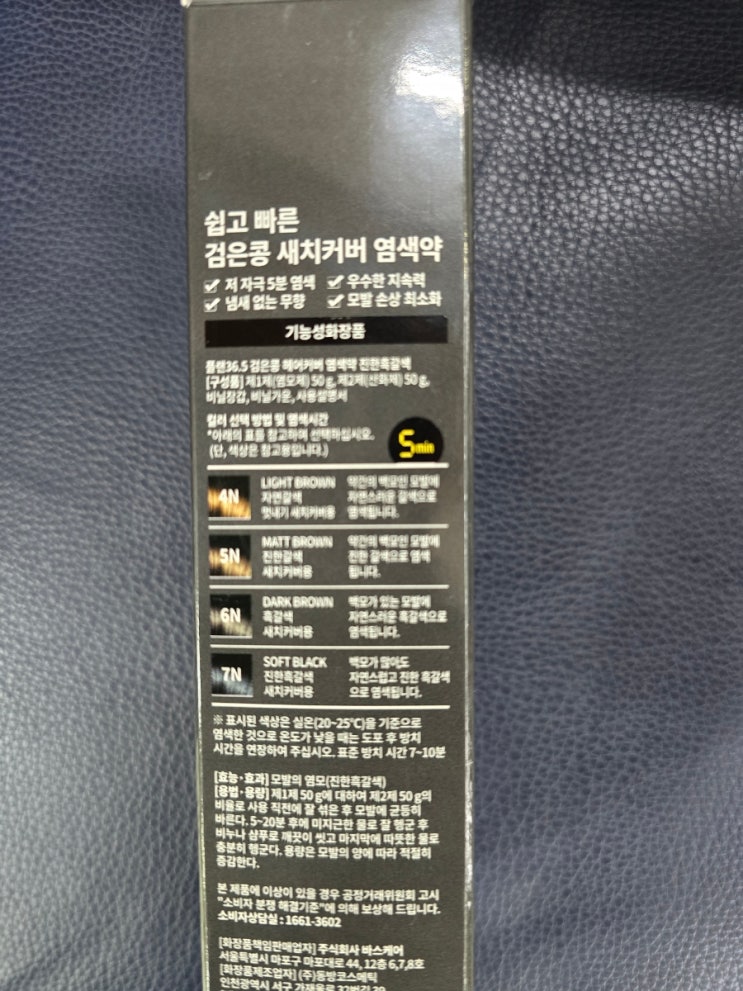 쉽고 빠른
검은콩 새치커버 염색약
저 자극 5분 염색 우수한 지속력
냄새 없는 무향 모발 손상 최소화
기능성화장품
플랜36.5 검은콩 헤어커버 염색약 진한흑갈색
[구성품] 제1제(염모제) 50 g, 제2제(산화제) 50 g,
비닐장갑, 비닐가운, 사용설명서
컬러 선택 방법 및 염색시간
*아래의 표를 참고하여 선택하십시오.
(단, 색상은 참고용입니다.)
5min
4N
LIGHT BROWN
자연갈색
멋내기 새치커버용
약간의 백모인 모발에
자연스러운 갈색으로
염색됩니다.
5N
MATT BROWN
진한갈색
새치커버용
약간의 백모인 모발에
진한 갈색으로 염색
됩니다.
6N
DARK BROWN
흑갈색
새치커버용
백모가 있는 모발에
자연스러운 흑갈색으로
염색됩니다.
7N
SOFT BLACK
진한흑갈색
새치커버용
백모가 많아도
자연스럽고 진한 흑갈색
으로 염색됩니다.
※ 표시된 색상은 실온(20~25℃)을 기준으로
염색한 것으로 온도가 낮을 때는 도포 후 방치
시간을 연장하여 주십시오. 표준 방치 시간 7~10분
[효능·효과] 모발의 염모(진한흑갈색)
[용법·용량] 제1제 50 g에 대하여 제2제 50 g의
비율로 사용 직전에 잘 섞은 후 모발에 균등히
바른다. 5~20분 후에 미지근한 물로 잘 헹군 후
비누나 샴푸로 깨끗이 씻고 마지막에 따뜻한 물로
충분히 헹군다. 용량은 모발의 양에 따라 적절히
증감한다.
본 제품에 이상이 있을 경우 공정거래위원회 고시
"소비자 분쟁 해결기준"에 의해 보상해 드립니다.
소비자상담실 : 1661-3602
[화장품책임판매업자] 주식회사 바스케어
서울특별시 마포구 마포대로 44, 12층 6,7,8호
[화장품제조업자] (주)동방코스메틱
인천광역시 서구 가재울로 32번길 39